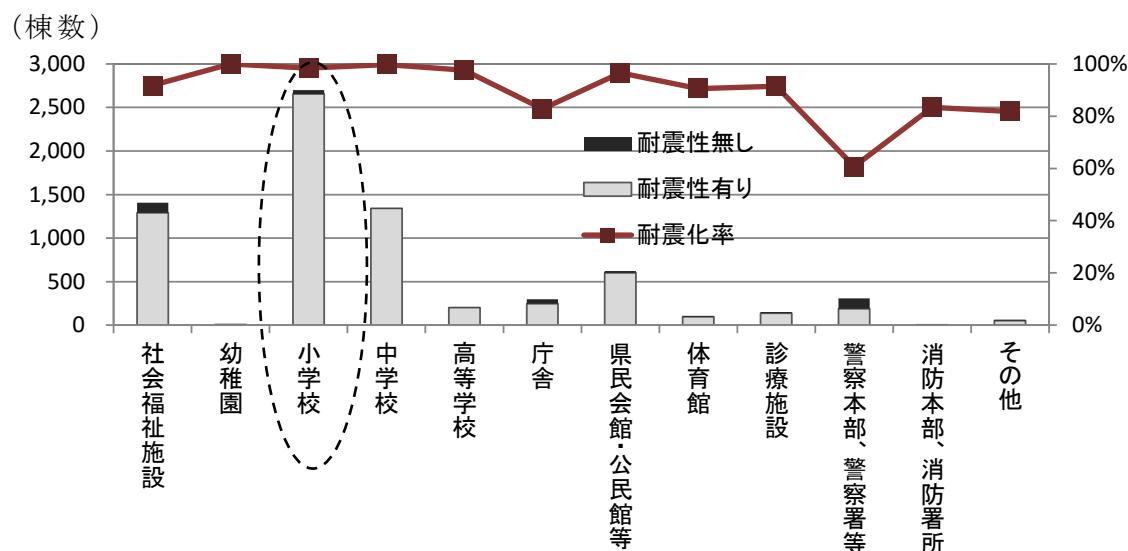 (棟数)
3,000
2,500
2,000
1,500
1,000
500
0
100%
80%
60%
40%
20%
0%
耐震性無し
耐震性有り
耐震化率
社会福祉施設
幼稚園
小学校
中学校
高等学校
庁舎
県民会館・公民館等
体育館
診療施設
警察本部、警察署等
消防本部、消防署所
その他